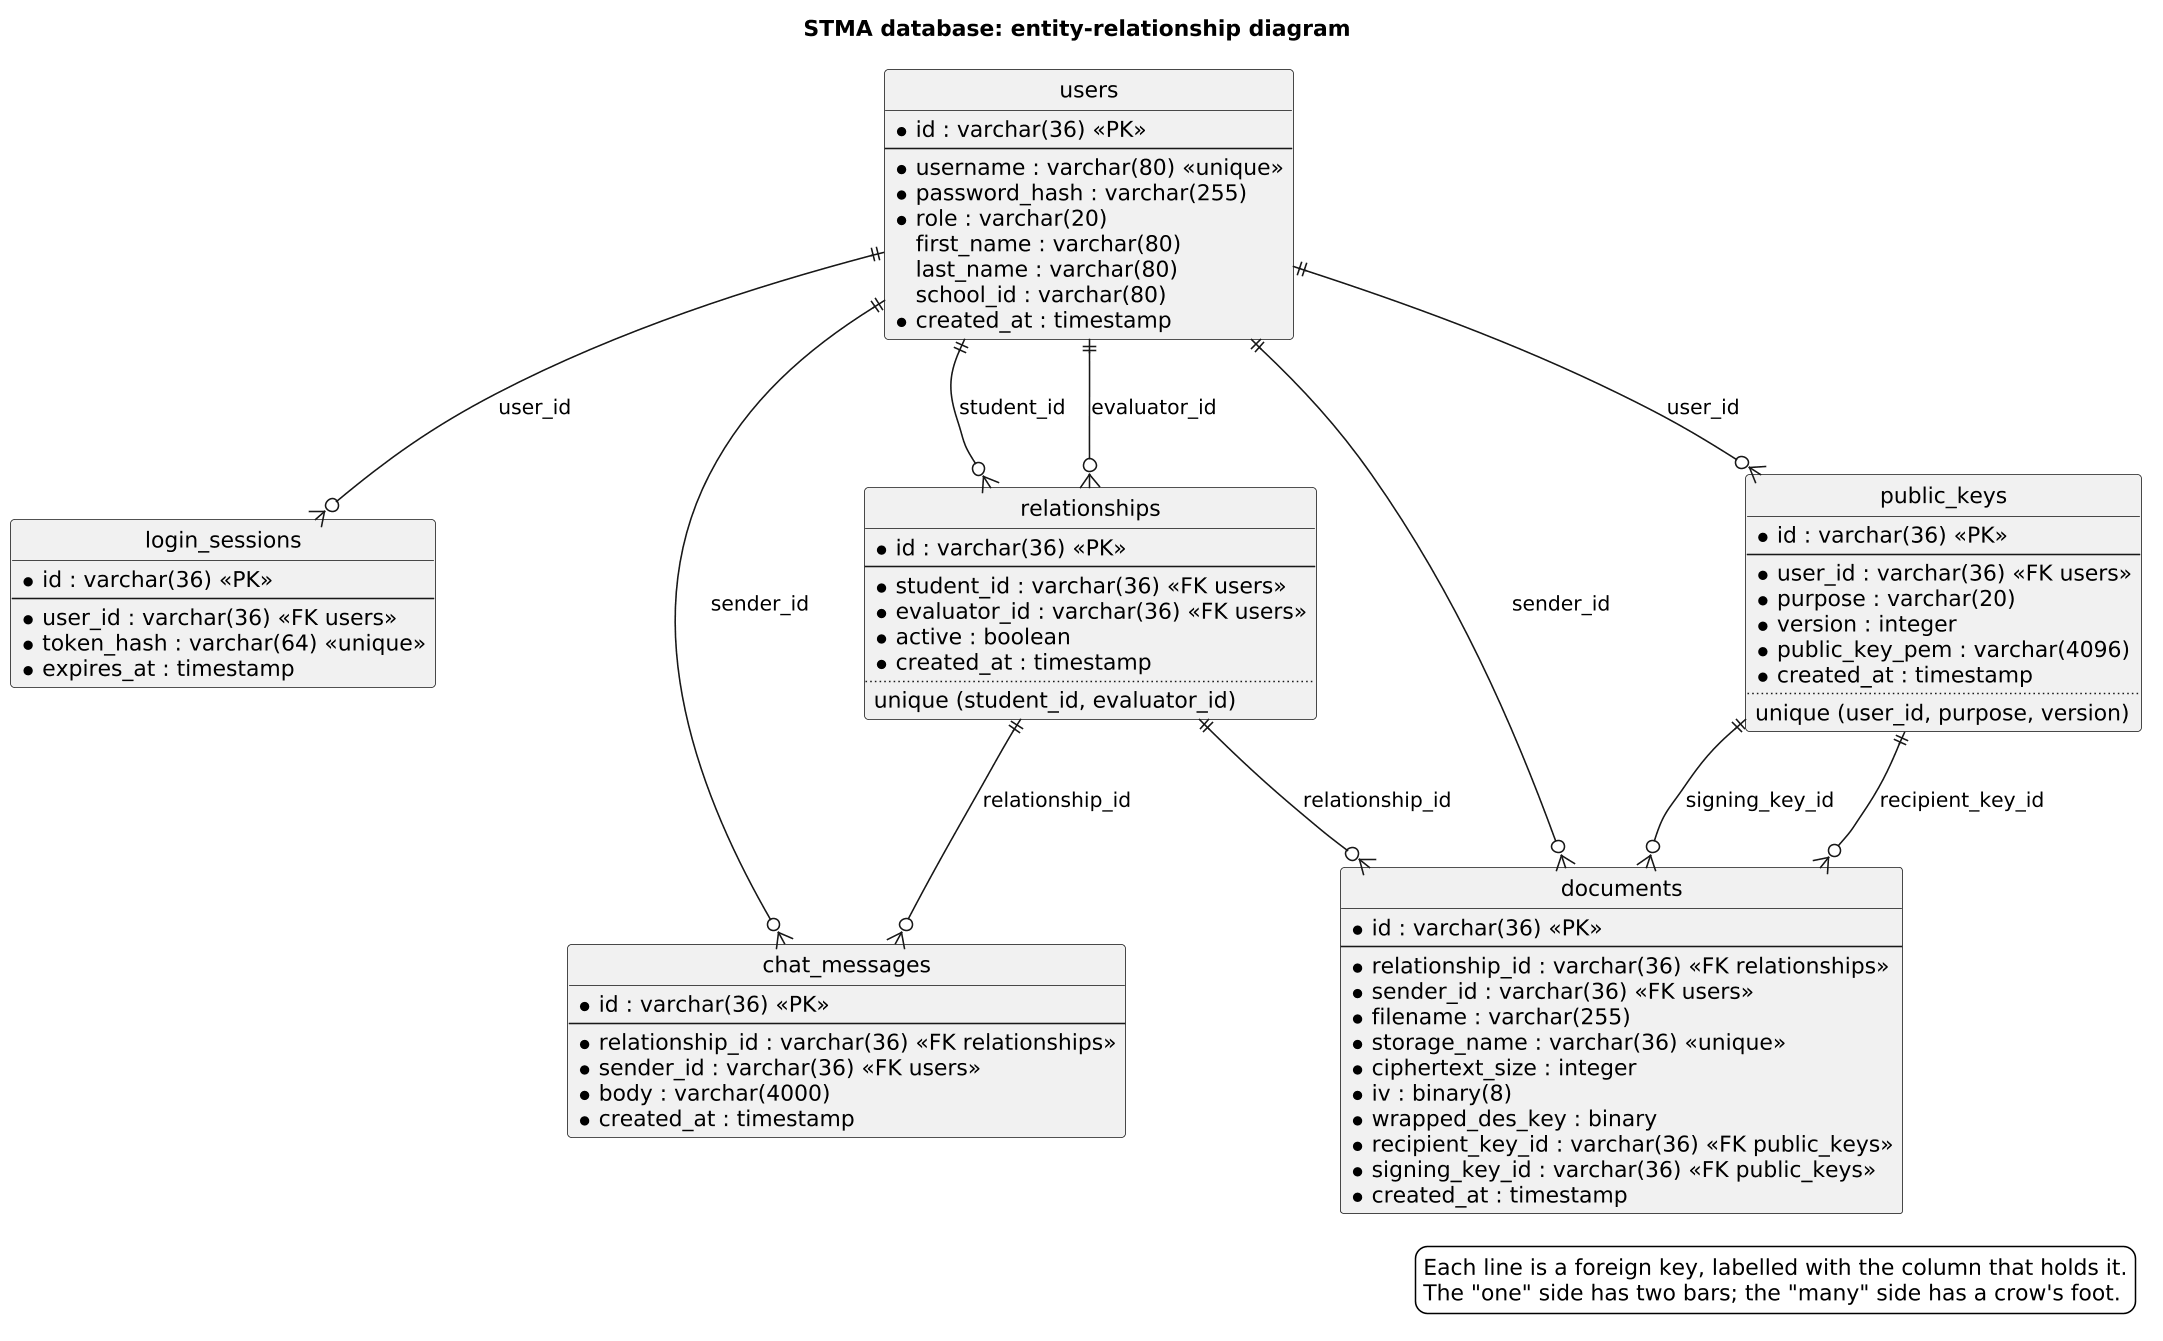 STMA database: entity-relationship diagram
users
id : varchar(36) «PK»
username : varchar(80) «unique»
password_hash : varchar(255)
role : varchar(20)
first_name : varchar(80)
last_name : varchar(80)
school_id : varchar(80)
created_at : timestamp
user_id
student_id
evaluator_id
user_id
login_sessions
id : varchar(36) «PK»
user_id : varchar(36) «FK users»
token_hash : varchar(64) «unique»
expires_at : timestamp
sender_id
relationships
id : varchar(36) «PK»
student_id : varchar(36) «FK users»
evaluator_id : varchar(36) «FK users»
active : boolean
created_at : timestamp
unique (student_id, evaluator_id)
sender_id
public_keys
id : varchar(36) «PK»
user_id : varchar(36) «FK users»
purpose : varchar(20)
version : integer
public_key_pem : varchar(4096)
created_at : timestamp
unique (user_id, purpose, version)
relationship_id
relationship_id
signing_key_id
recipient_key_id
chat_messages
id : varchar(36) «PK»
relationship_id : varchar(36) «FK relationships»
sender_id : varchar(36) «FK users»
body : varchar(4000)
created_at : timestamp
documents
id : varchar(36) «PK»
relationship_id : varchar(36) «FK relationships»
sender_id : varchar(36) «FK users»
filename : varchar(255)
storage_name : varchar(36) «unique»
ciphertext_size : integer
iv : binary(8)
wrapped_des_key : binary
recipient_key_id : varchar(36) «FK public_keys»
signing_key_id : varchar(36) «FK public_keys»
created_at : timestamp
Each line is a foreign key, labelled with the column that holds it.
The "one" side has two bars; the "many" side has a crow's foot.